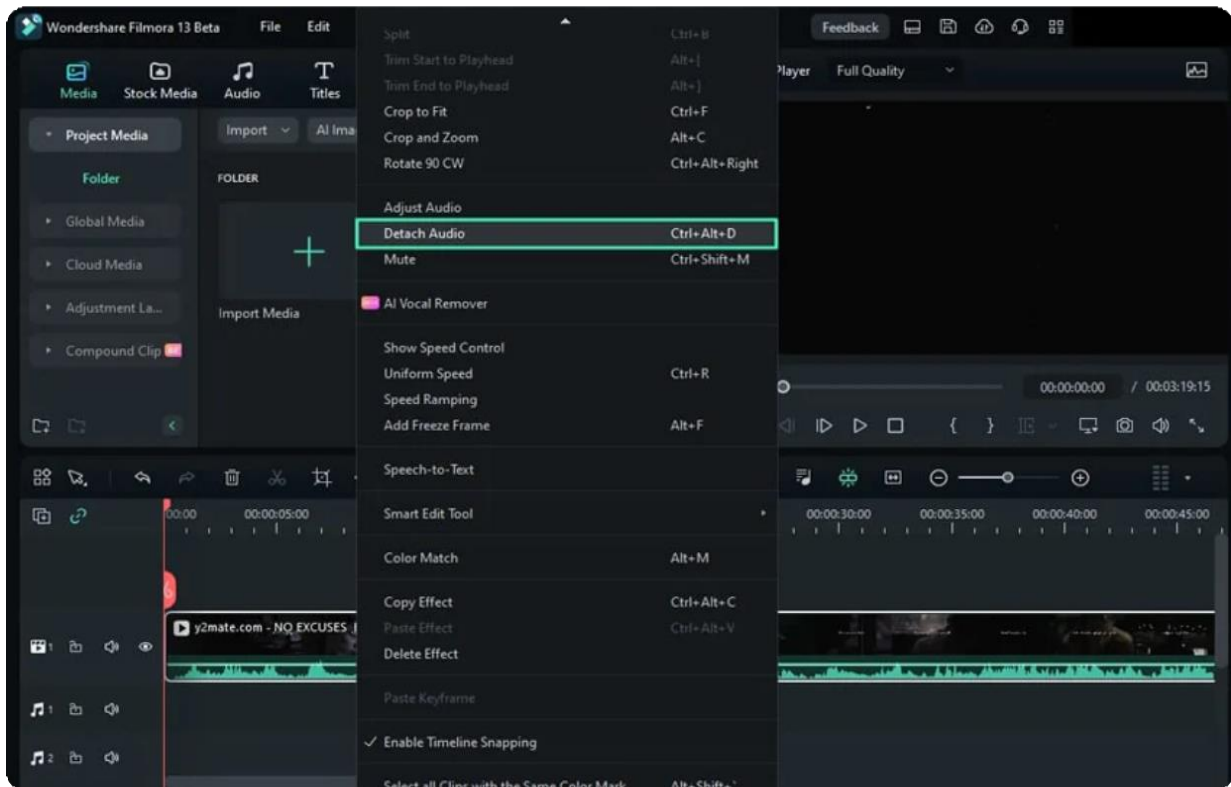 Wondershare Filmora 13 Beta File Edit Feedback
Media Stock Media Audio Titles
Player Full Quality
Project Media
Import
Folder
FOLDER
Global Media
Cloud Media
Adjustment La...
Compound Clip
Import Media
Split Ctrl+B
Trim Start to Playhead Alt+[
Trim End to Playhead Alt+]
Crop to Fit Ctrl+F
Crop and Zoom Alt+C
Rotate 90 CW Ctrl+Alt+Right
Adjust Audio
Detach Audio Ctrl+Alt+D
Mute Ctrl+Shift+M
AI Vocal Remover
Show Speed Control
Uniform Speed Ctrl+R
Speed Ramping
Add Freeze Frame Alt+F
Speech-to-Text
Smart Edit Tool
Color Match Alt+M
Copy Effect Ctrl+Alt+C
Paste Effect Ctrl+Alt+V
Delete Effect
Paste Keyframe
Enable Timeline Snapping
Select all Clips with the Same Color Mark Alt+Shift+`
00:00:00:00 / 00:03:19:15
00:00 00:00:05:00 00:00:30:00 00:00:35:00 00:00:40:00 00:00:45:00
y2mate.com - NO EXCUSES
1
1
2